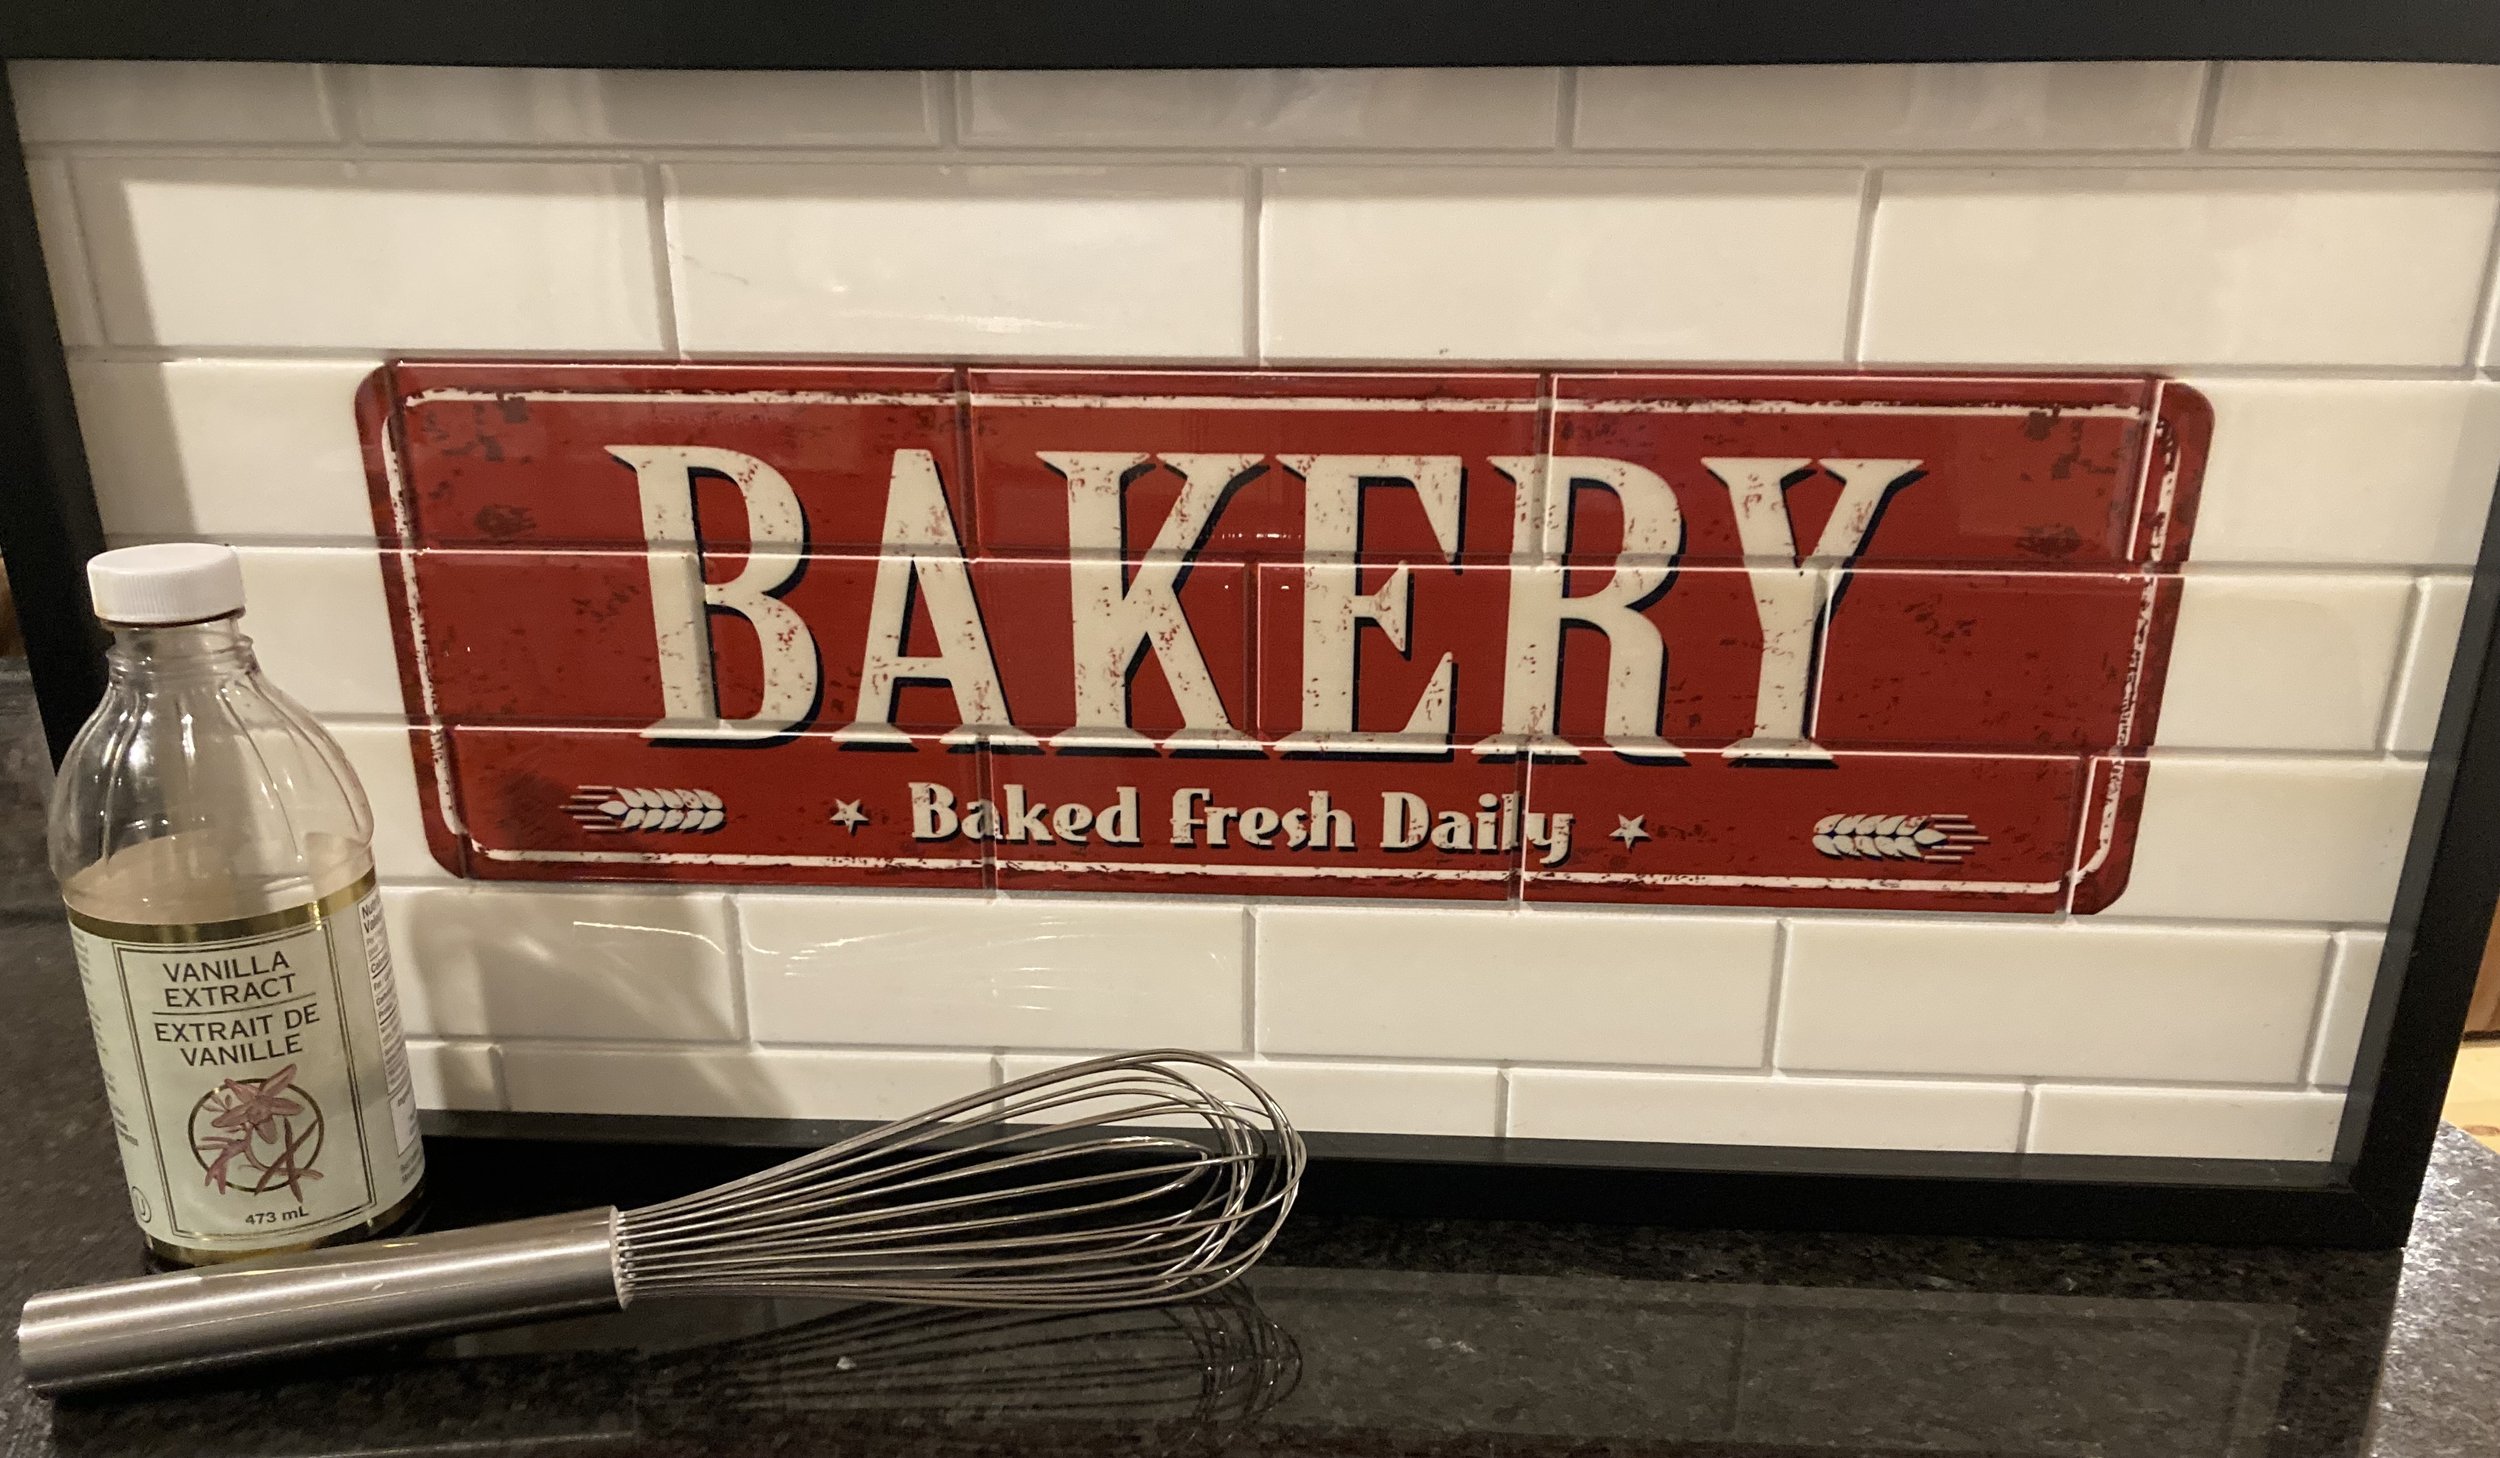 BAKERY
Baked Fresh Daily
VANILLA
EXTRACT
EXTRAIT DE
VANILLE
473 mL